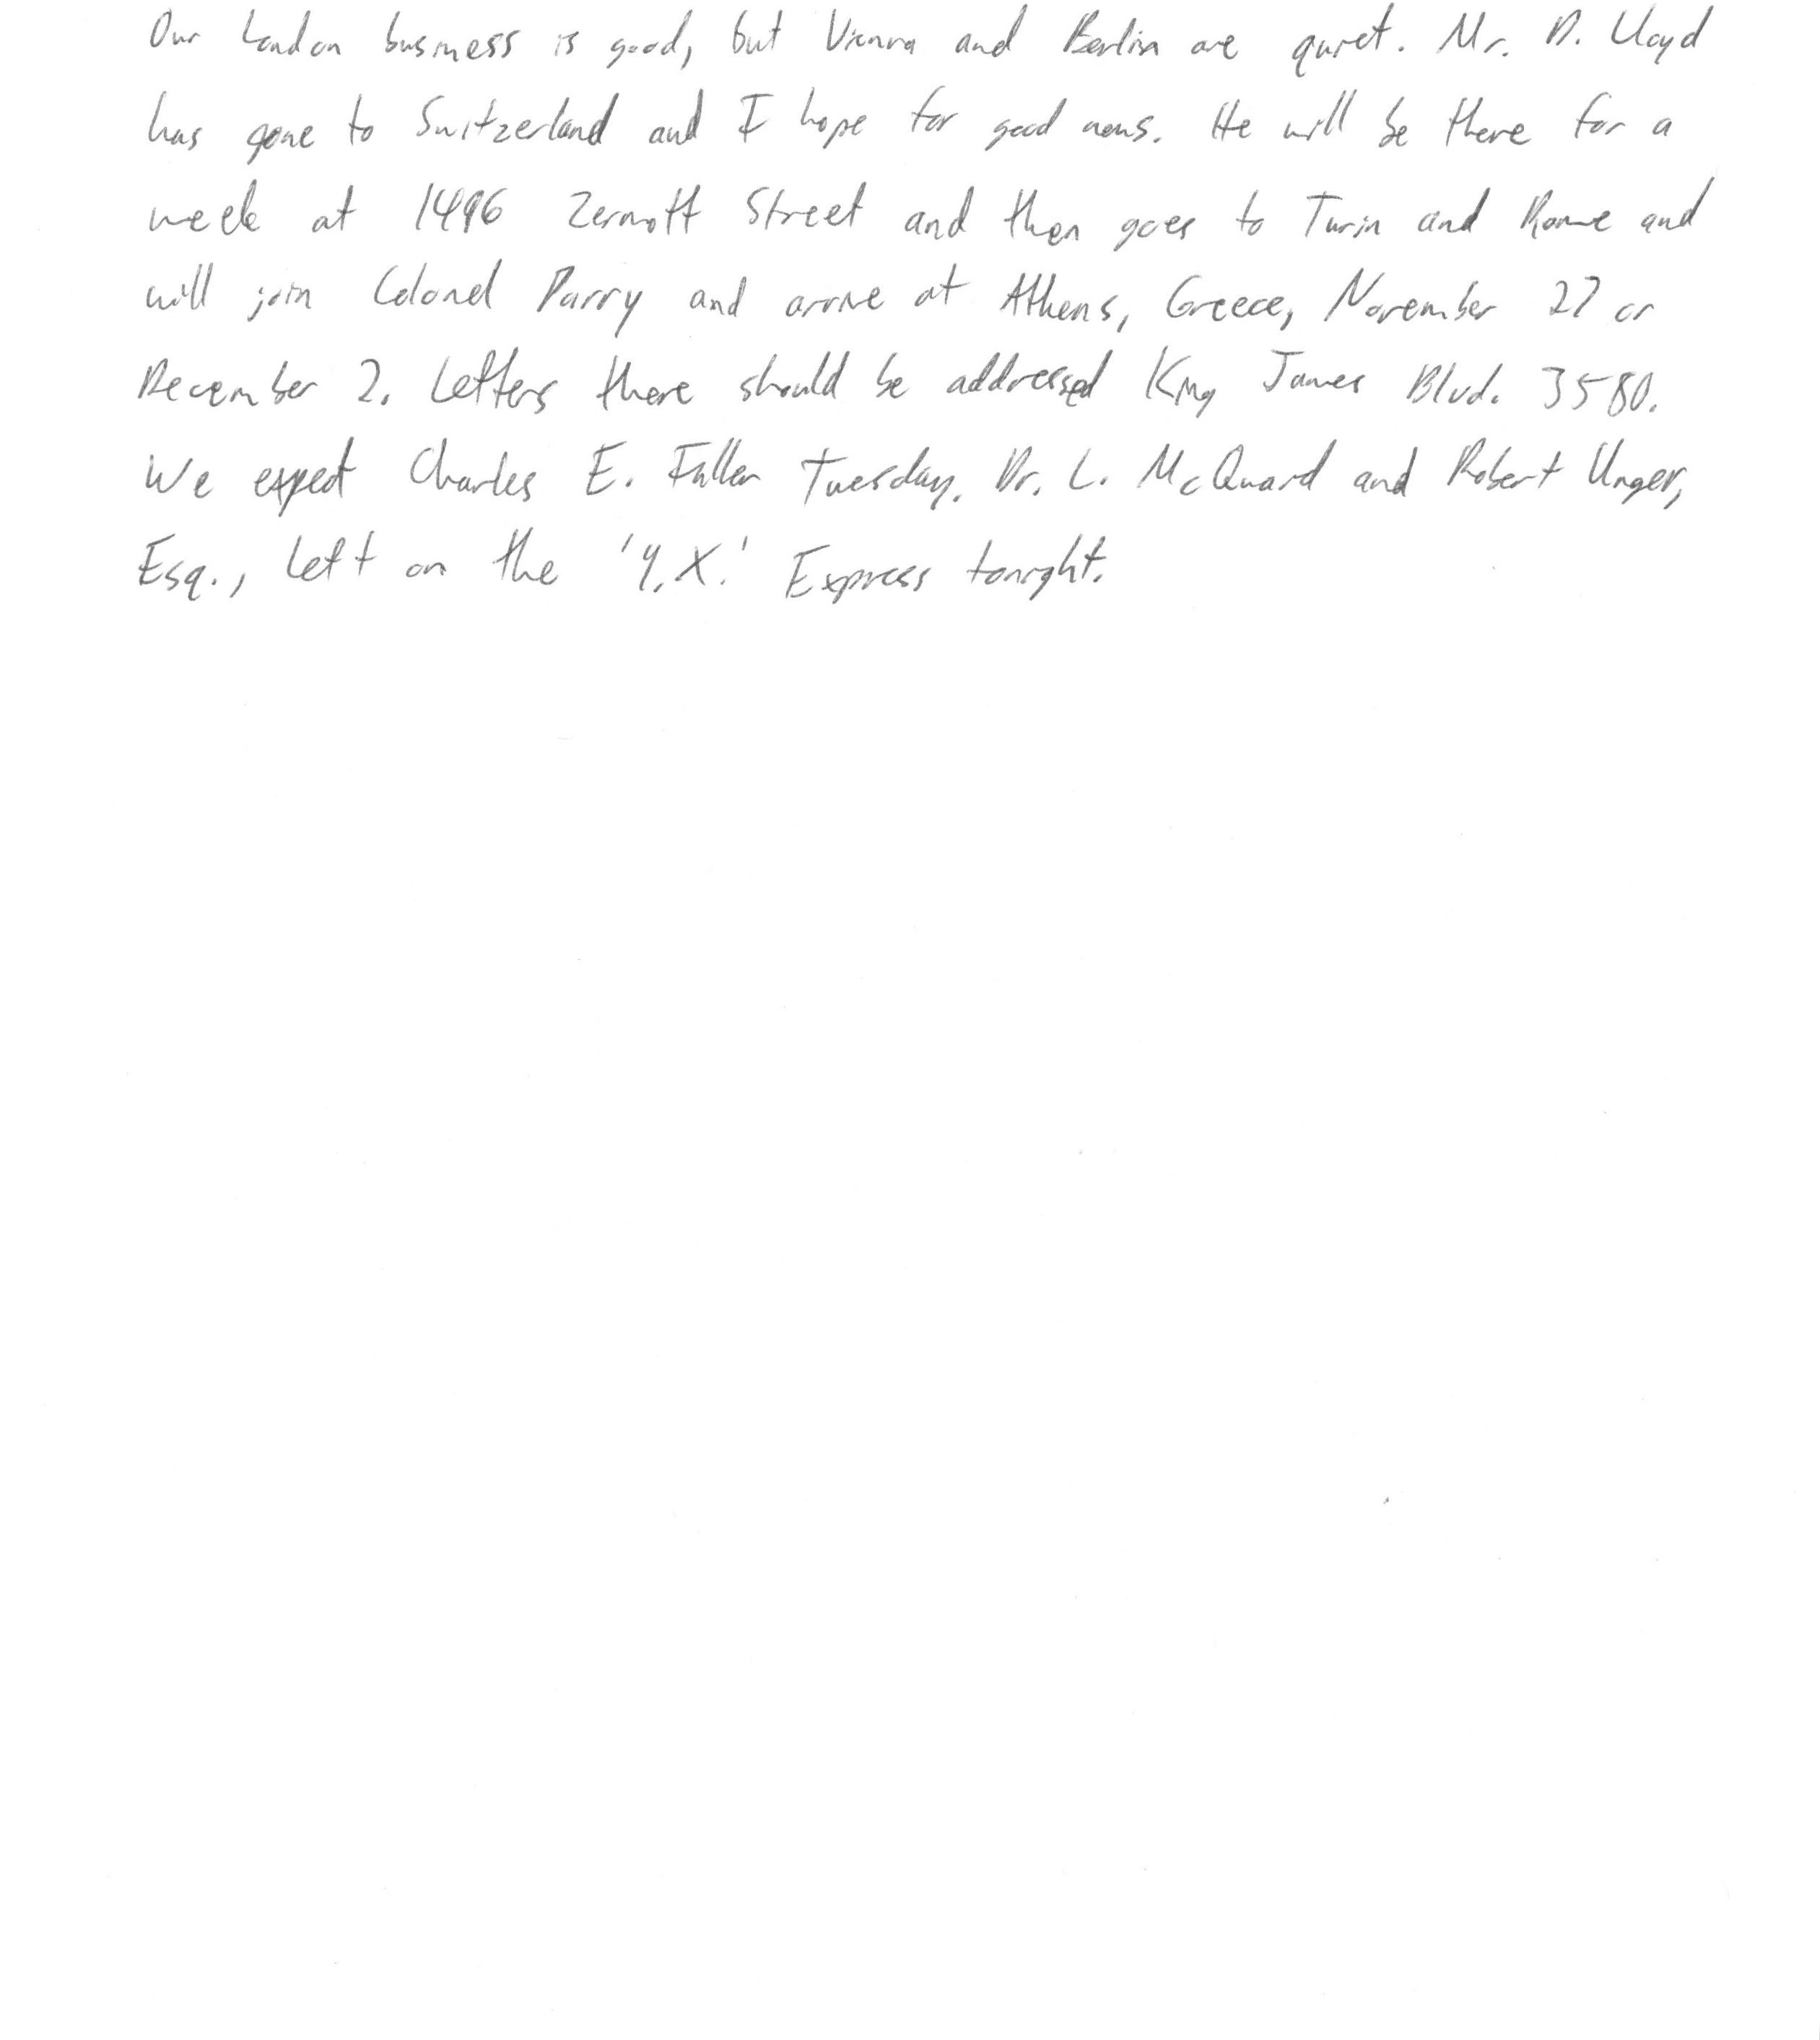 Our London business is good, but Vienna and Berlin are quiet. Mr. D. Lloyd
has gone to Switzerland and I hope for good news. He will be there for a
week at 1496 Zermott Street and then goes to Turin and Rome and
will join Colonel Parry and arrive at Athens, Greece, November 27 or
December 2. Letters there should be addressed King James Blvd. 3580.
We expect Charles E. Fuller Tuesday. Dr. L. McQuard and Robert Unger,
Esq., left on the 'Y.X.' Express tonight.